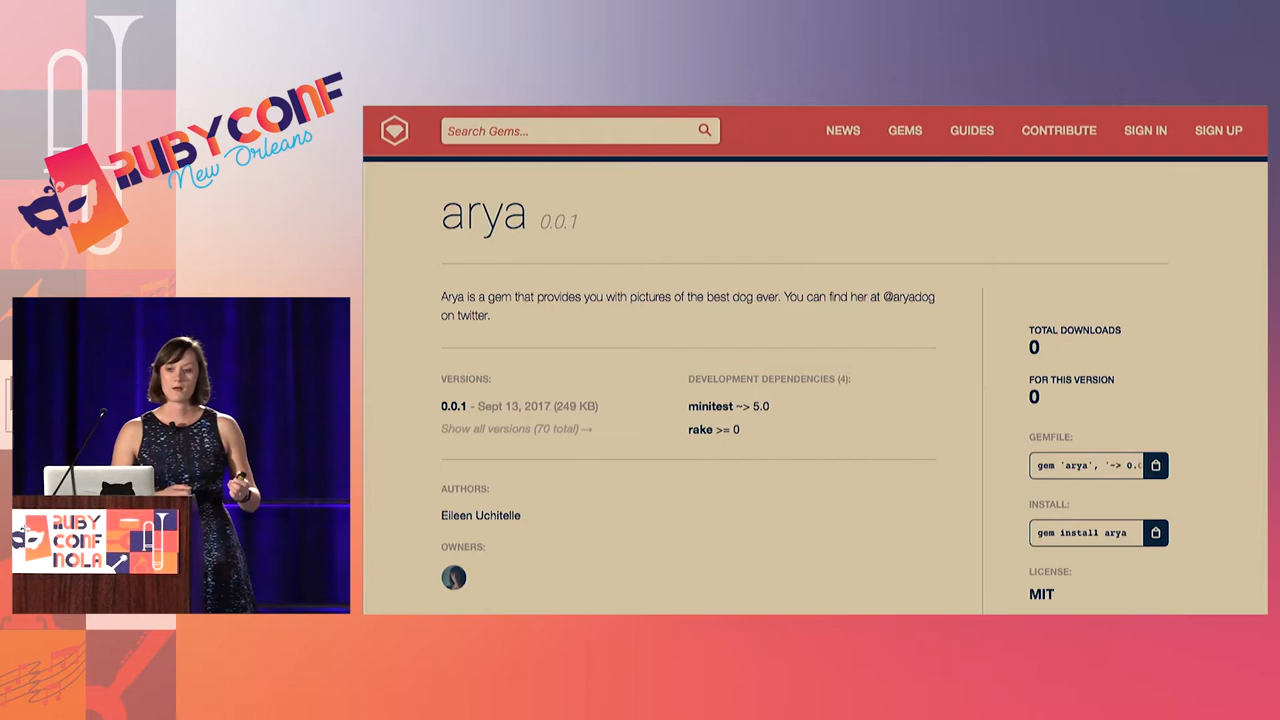 RUBYCONF
New Orleans
RUBY
CONF
NOLA
Search Gems...
NEWS GEMS GUIDES CONTRIBUTE SIGN IN SIGN UP
arya 0.0.1
Arya is a gem that provides you with pictures of the best dog ever. You can find her at @aryadog
on twitter.
VERSIONS:
0.0.1 - Sept 13, 2017 (249 KB)
Show all versions (70 total) →
DEVELOPMENT DEPENDENCIES (4):
minitest ~> 5.0
rake >= 0
AUTHORS:
Eileen Uchitelle
OWNERS:
TOTAL DOWNLOADS
0
FOR THIS VERSION
0
GEMFILE:
gem 'arya', '~> 0.0
INSTALL:
gem install arya
LICENSE:
MIT